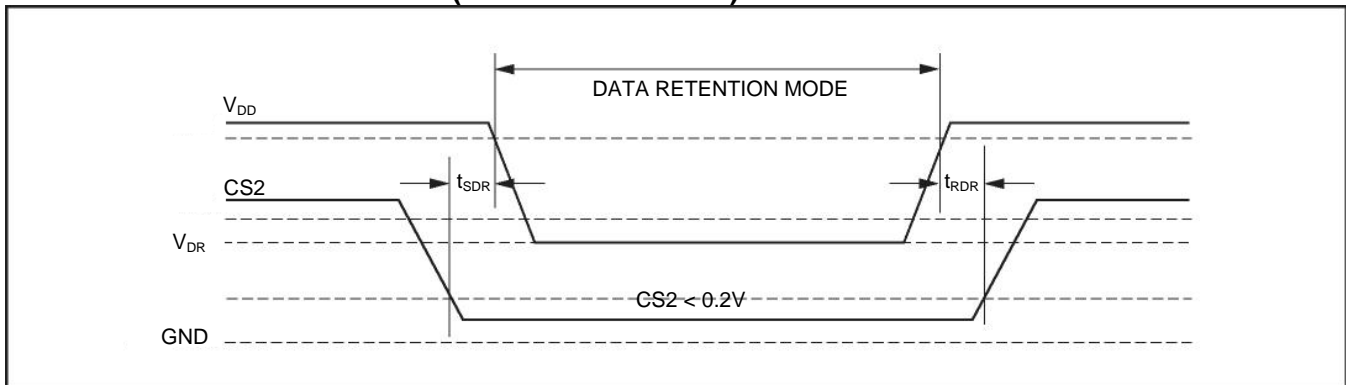 DATA RETENTION MODE
VDD
tSDR
tRDR
CS2
VDR
CS2 < 0.2V
GND